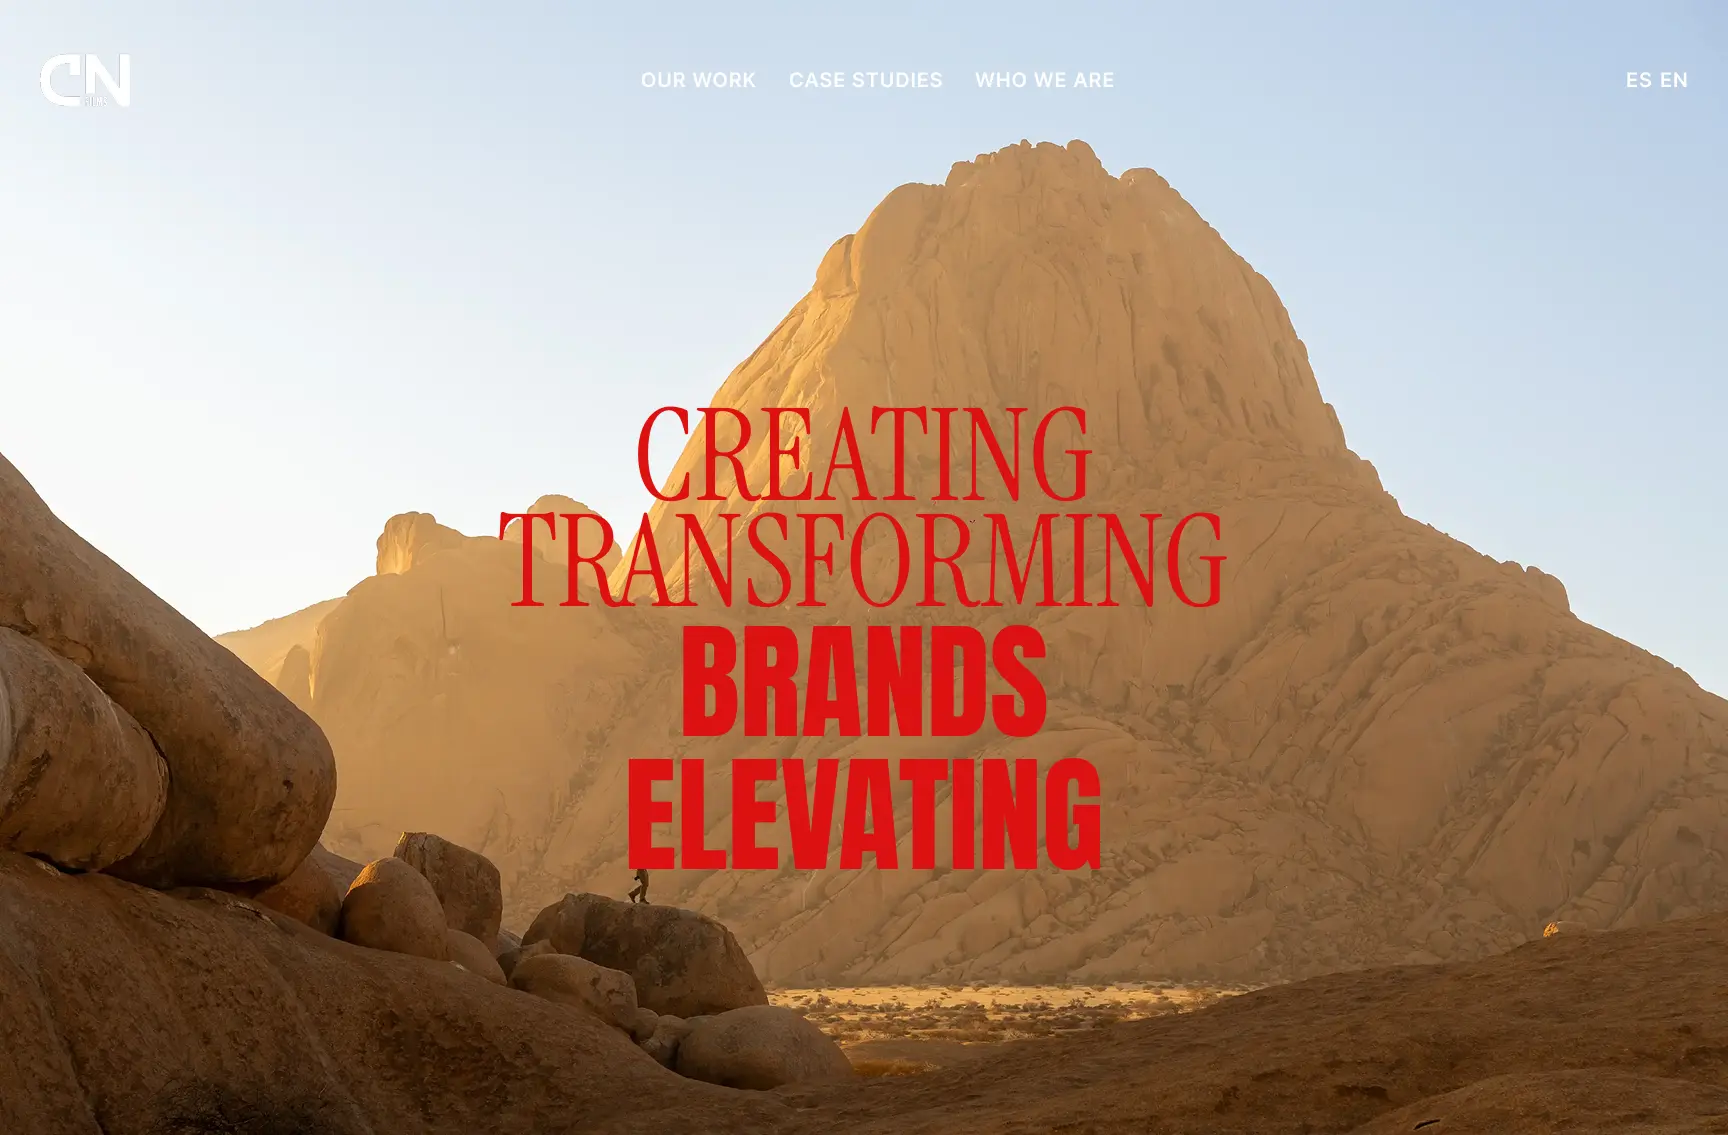 CN
OUR WORK CASE STUDIES WHO WE ARE
ES EN
CREATING
TRANSFORMING
BRANDS
ELEVATING